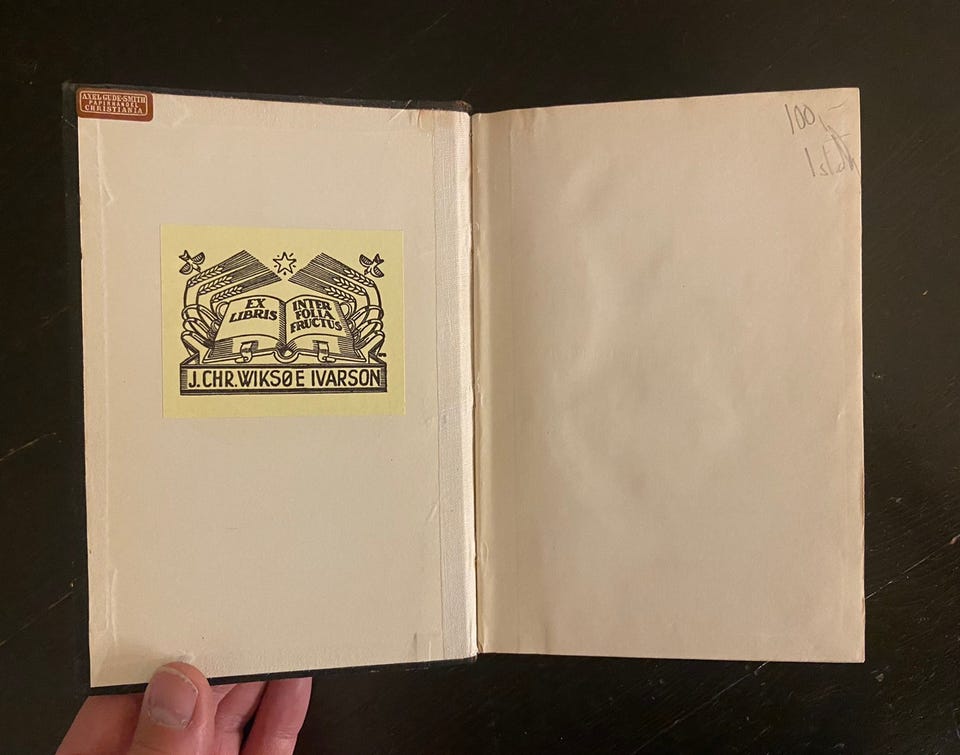 AXEL GUDE-SMITH
PAPIRHANDEL
CHRISTIANIA
EX
LIBRIS
INTER
FOLIA
FRUCTUS
J. CHR. WIKSØE IVARSON
100,-